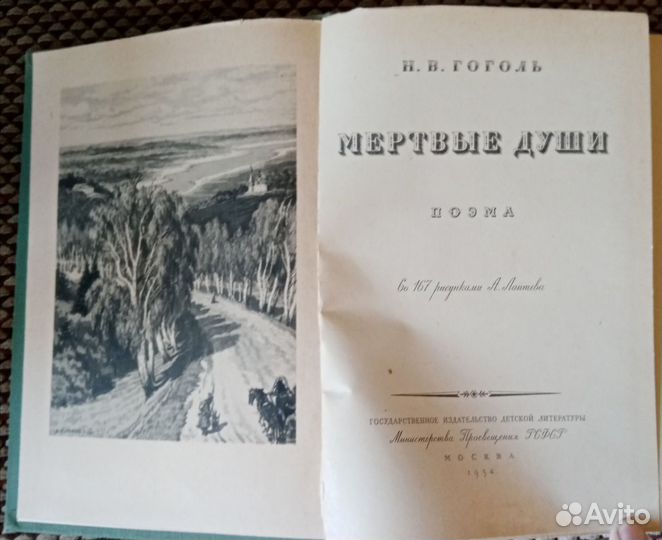 Н. В. ГОГОЛЬ
МЕРТВЫЕ ДУШИ
ПОЭМА
Со 167 рисунками А. Лаптева
ГОСУДАРСТВЕННОЕ ИЗДАТЕЛЬСТВО ДЕТСКОЙ ЛИТЕРАТУРЫ
Министерства Просвещения РСФСР
МОСКВА
Avito